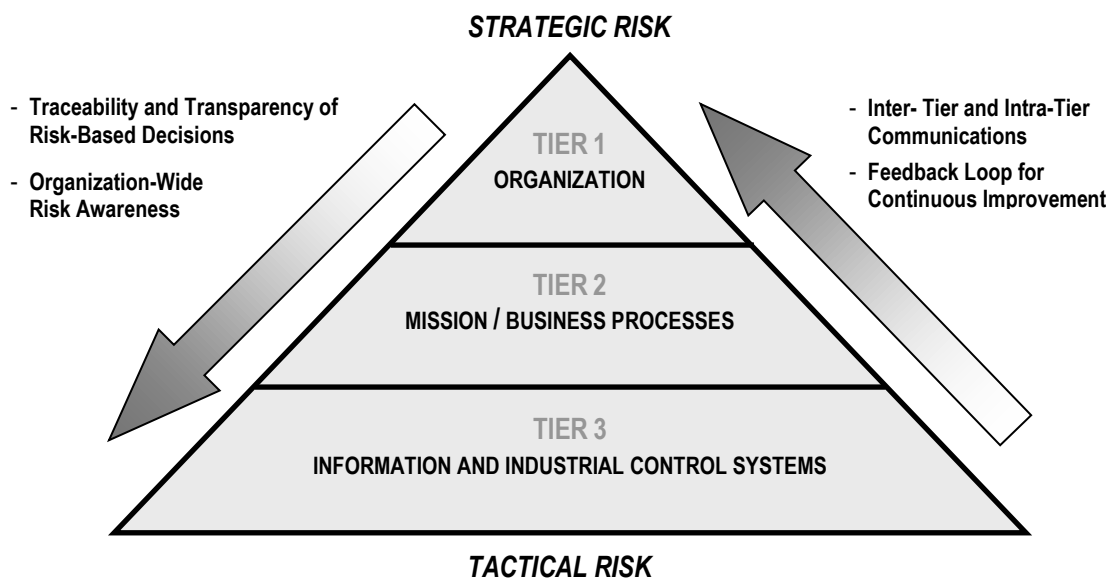 STRATEGIC RISK
- Traceability and Transparency of
Risk-Based Decisions
- Organization-Wide
Risk Awareness
- Inter- Tier and Intra-Tier
Communications
- Feedback Loop for
Continuous Improvement
TIER 1
ORGANIZATION
TIER 2
MISSION / BUSINESS PROCESSES
TIER 3
INFORMATION AND INDUSTRIAL CONTROL SYSTEMS
TACTICAL RISK